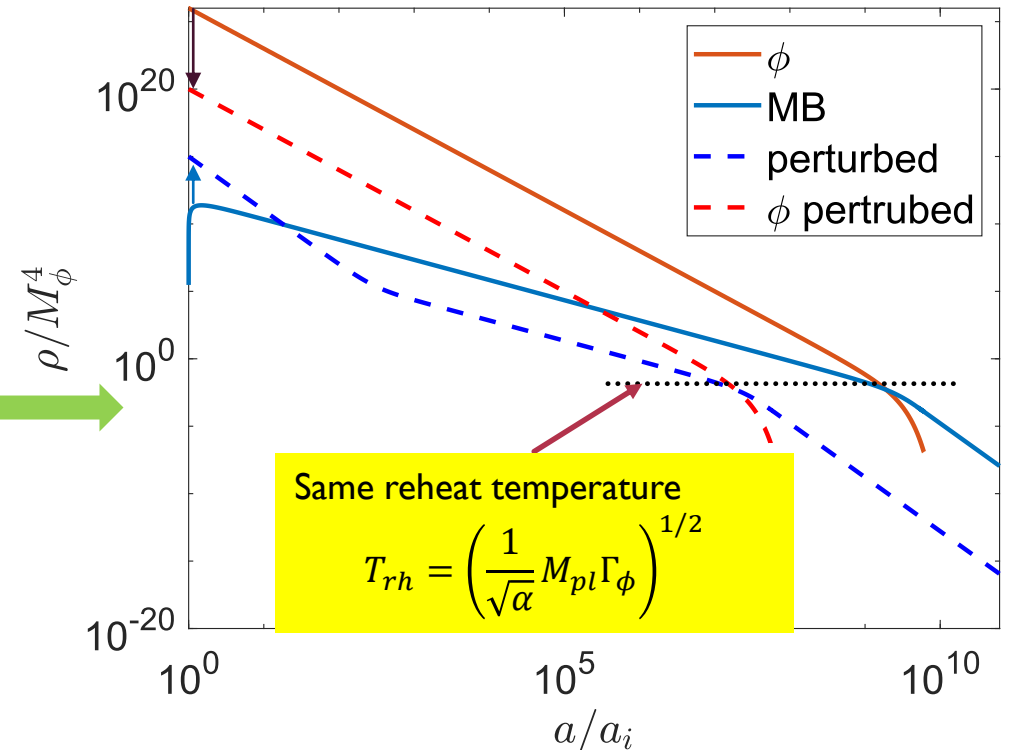 ϕ
MB
perturbed
ϕ pertrubed
10^20
10^0
10^-20
ρ/M_ϕ^4
Same reheat temperature
T_rh = (1/√α M_pl Γ_ϕ)^1/2
10^0 10^5 10^10
a/a_i